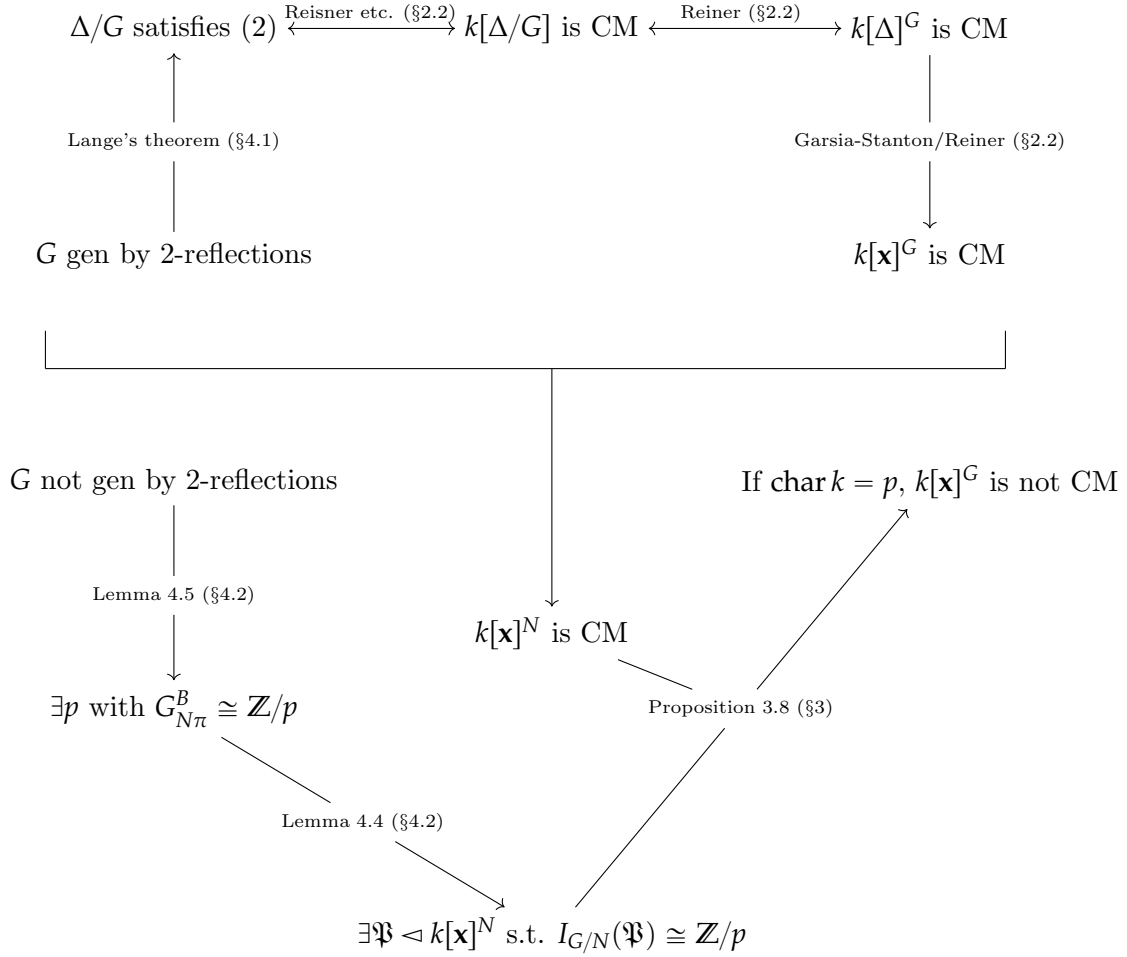 Δ/G satisfies (2)
Reisner etc. (§2.2)
k[Δ/G] is CM
Reiner (§2.2)
k[Δ]^G is CM
Lange's theorem (§4.1)
Garsia-Stanton/Reiner (§2.2)
G gen by 2-reflections
k[𝐱]^G is CM
G not gen by 2-reflections
If char k = p, k[𝐱]^G is not CM
Lemma 4.5 (§4.2)
k[𝐱]^N is CM
∃p with G^B_{Nπ} ≅ ℤ/p
Proposition 3.8 (§3)
Lemma 4.4 (§4.2)
∃𝔓 ◁ k[𝐱]^N s.t. I_{G/N}(𝔓) ≅ ℤ/p